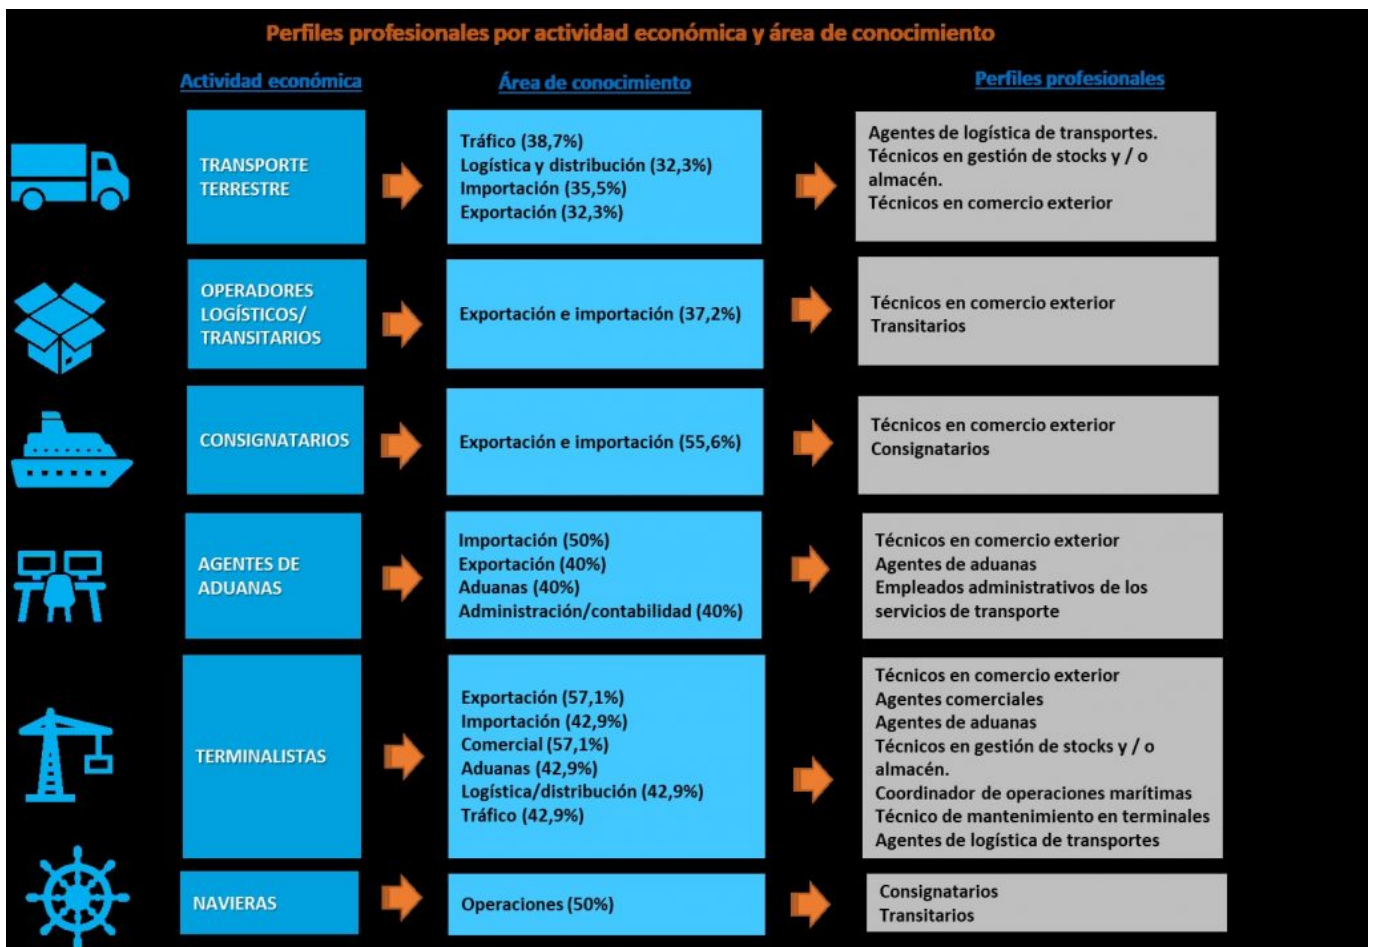 Perfiles profesionales por actividad económica y área de conocimiento
Actividad económica
Área de conocimiento
Perfiles profesionales
TRANSPORTE
TERRESTRE
Tráfico (38,7%)
Logística y distribución (32,3%)
Importación (35,5%)
Exportación (32,3%)
Agentes de logística de transportes.
Técnicos en gestión de stocks y / o
almacén.
Técnicos en comercio exterior
OPERADORES
LOGÍSTICOS/
TRANSITARIOS
Exportación e importación (37,2%)
Técnicos en comercio exterior
Transitarios
CONSIGNATARIOS
Exportación e importación (55,6%)
Técnicos en comercio exterior
Consignatarios
AGENTES DE
ADUANAS
Importación (50%)
Exportación (40%)
Aduanas (40%)
Administración/contabilidad (40%)
Técnicos en comercio exterior
Agentes de aduanas
Empleados administrativos de los
servicios de transporte
TERMINALISTAS
Exportación (57,1%)
Importación (42,9%)
Comercial (57,1%)
Aduanas (42,9%)
Logística/distribución (42,9%)
Tráfico (42,9%)
Técnicos en comercio exterior
Agentes comerciales
Agentes de aduanas
Técnicos en gestión de stocks y / o
almacén.
Coordinador de operaciones marítimas
Técnico de mantenimiento en terminales
Agentes de logística de transportes
NAVIERAS
Operaciones (50%)
Consignatarios
Transitarios